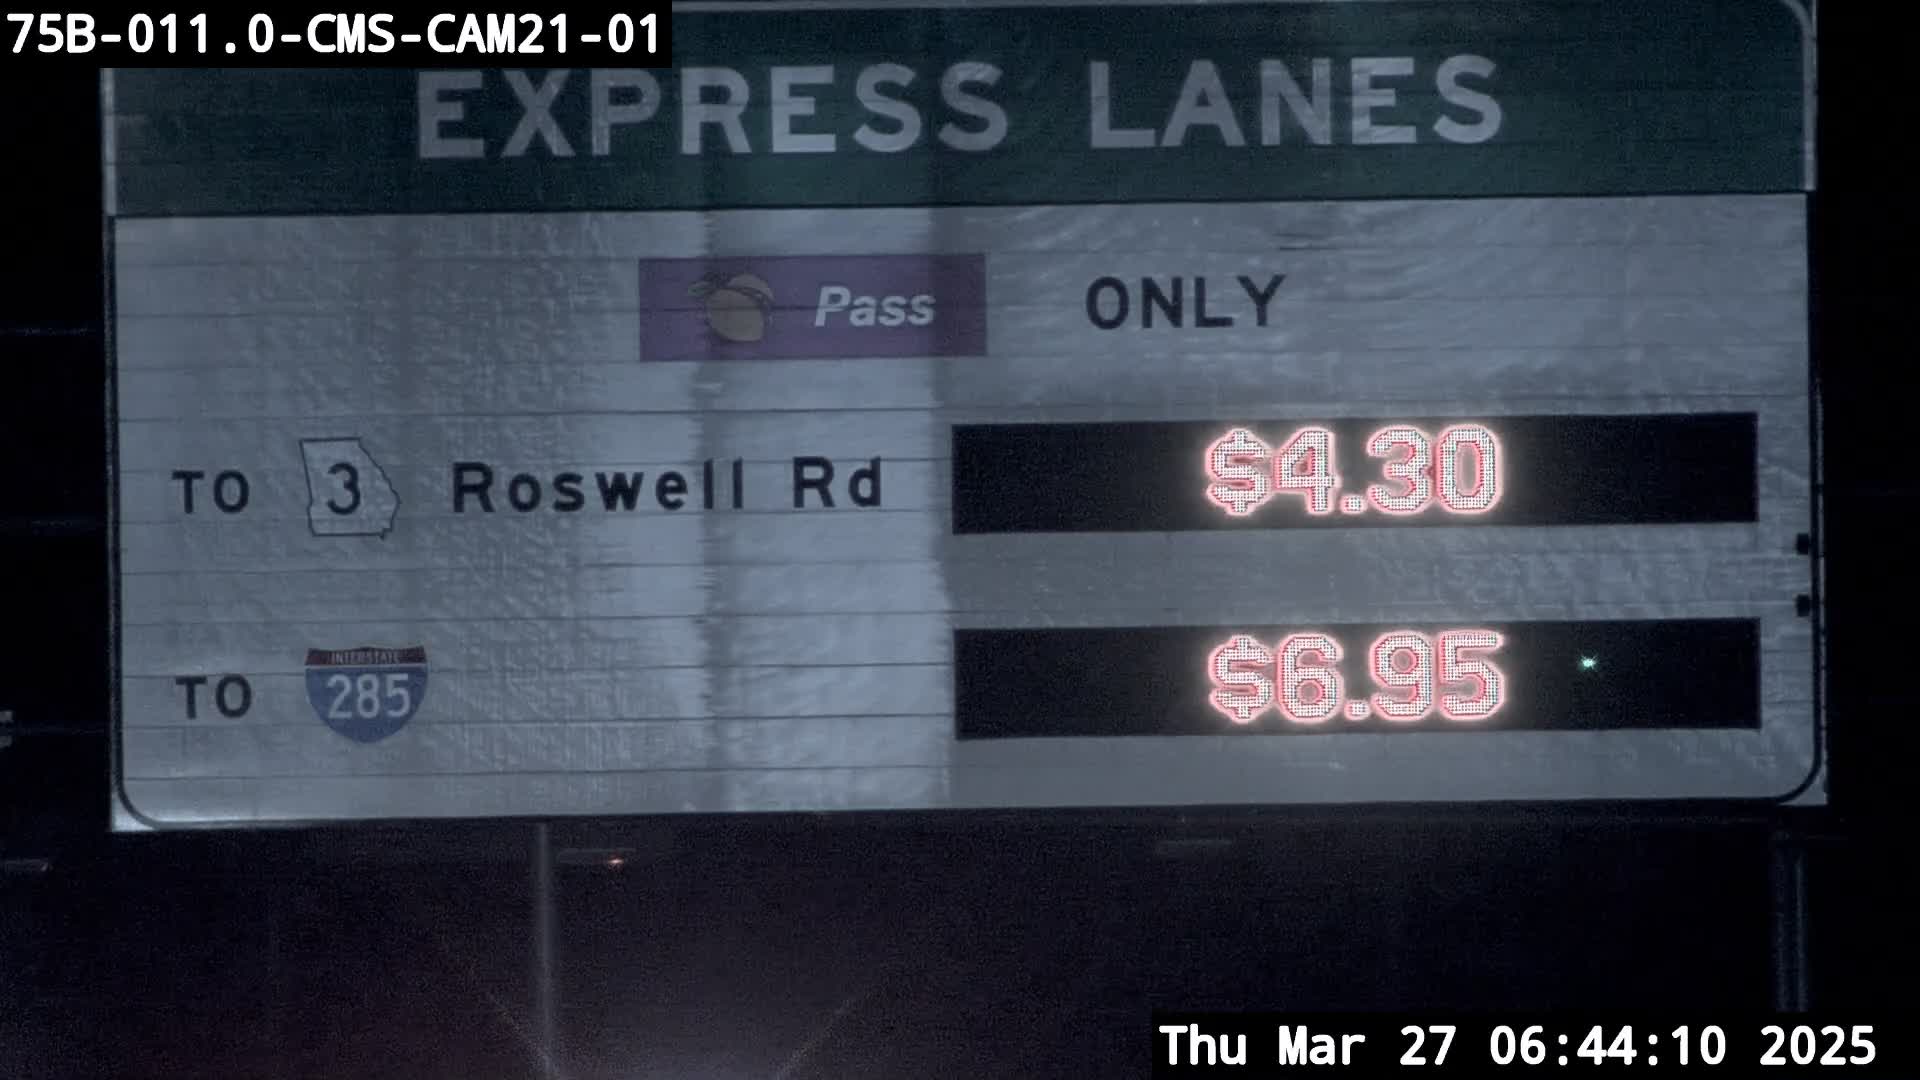 75B-011.0-CMS-CAM21-01
EXPRESS LANES
Pass ONLY
TO 3 Roswell Rd $4.30
INTERSTATE
TO 285 $6.95
Thu Mar 27 06:44:10 2025